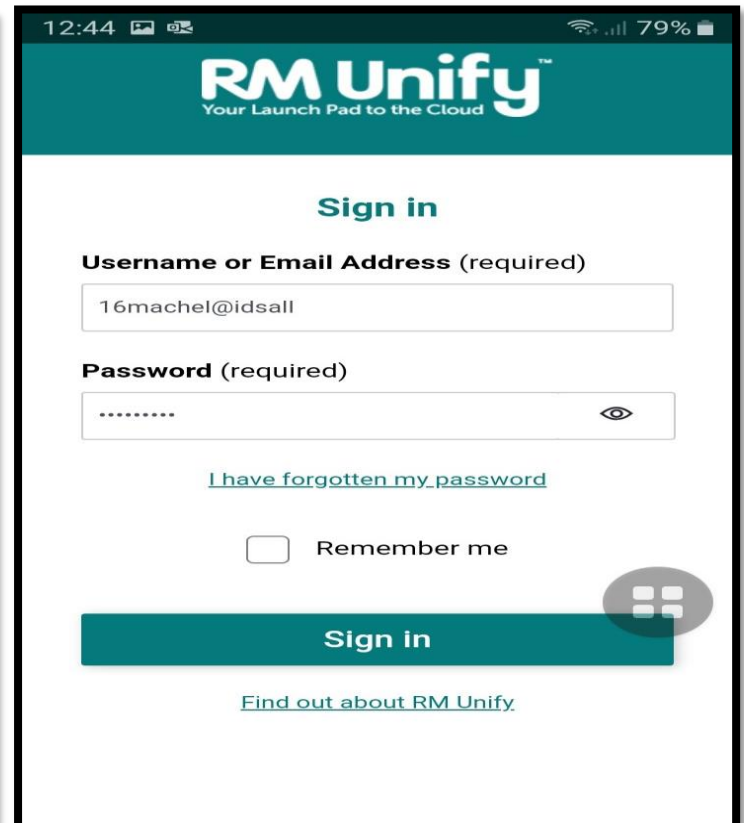 12:44 79%
RM Unify™
Your Launch Pad to the Cloud
Sign in
Username or Email Address (required)
16machel@idsall
Password (required)
•••••••••
I have forgotten my password
Remember me
Sign in
Find out about RM Unify